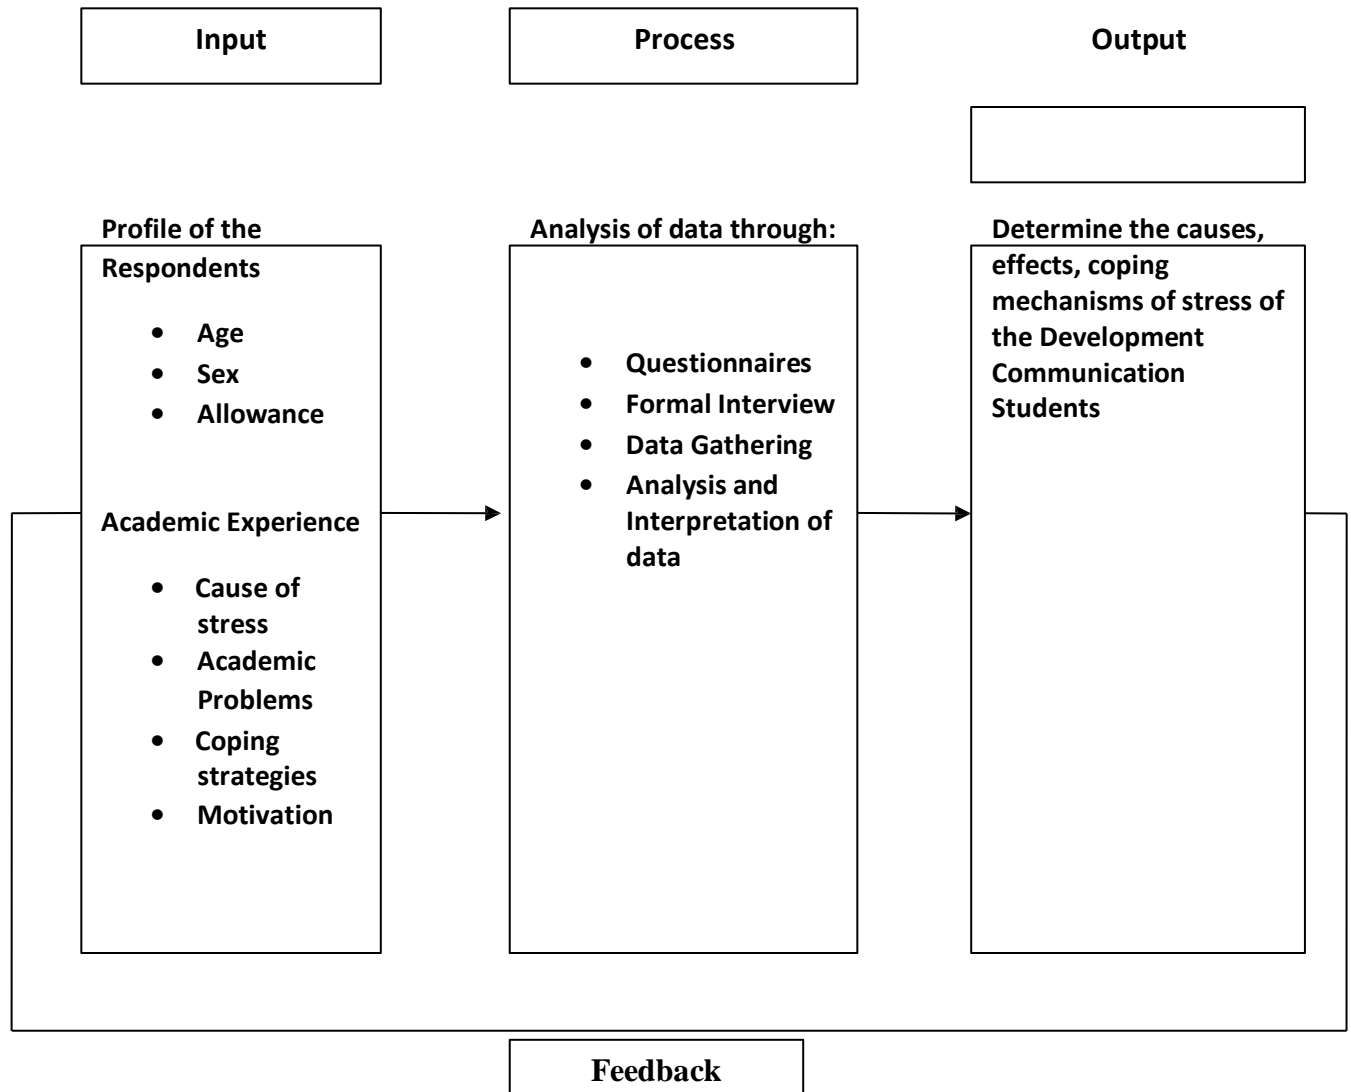 Input
Process
Output
Profile of the
Respondents
• Age
• Sex
• Allowance
Academic Experience
• Cause of
stress
• Academic
Problems
• Coping
strategies
• Motivation
Analysis of data through:
• Questionnaires
• Formal Interview
• Data Gathering
• Analysis and
Interpretation of
data
Determine the causes,
effects, coping
mechanisms of stress of
the Development
Communication
Students
Feedback